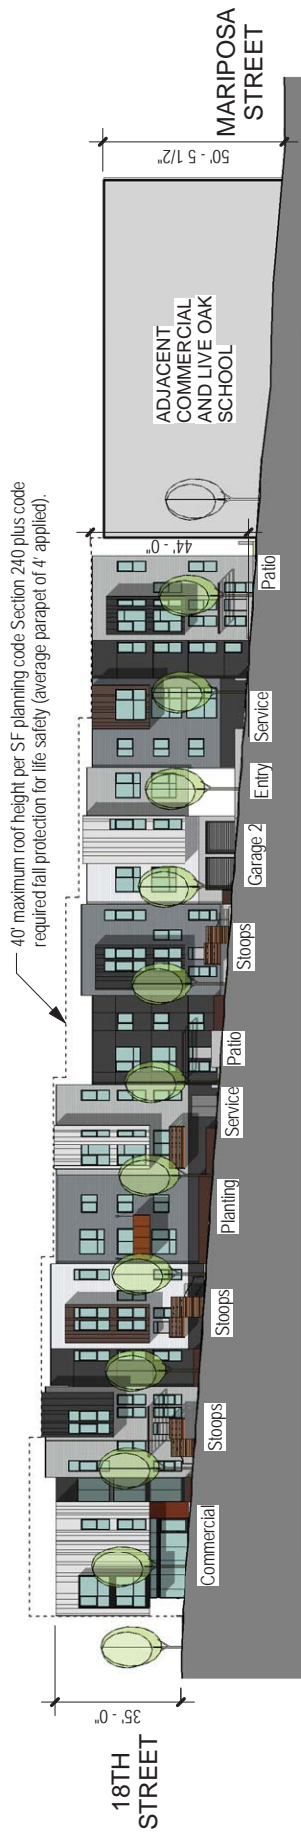 18TH
STREET
35' - 0"
40' maximum roof height per SF planning code Section 240 plus code
required fall protection for life safety (average parapet of 4' applied).
Commercial
Stoops
Stoops
Planting
Service
Patio
Stoops
Garage 2
Entry
Service
Patio
44' - 0"
ADJACENT
COMMERCIAL
AND LIVE OAK
SCHOOL
50' - 5 1/2"
MARIPOSA
STREET